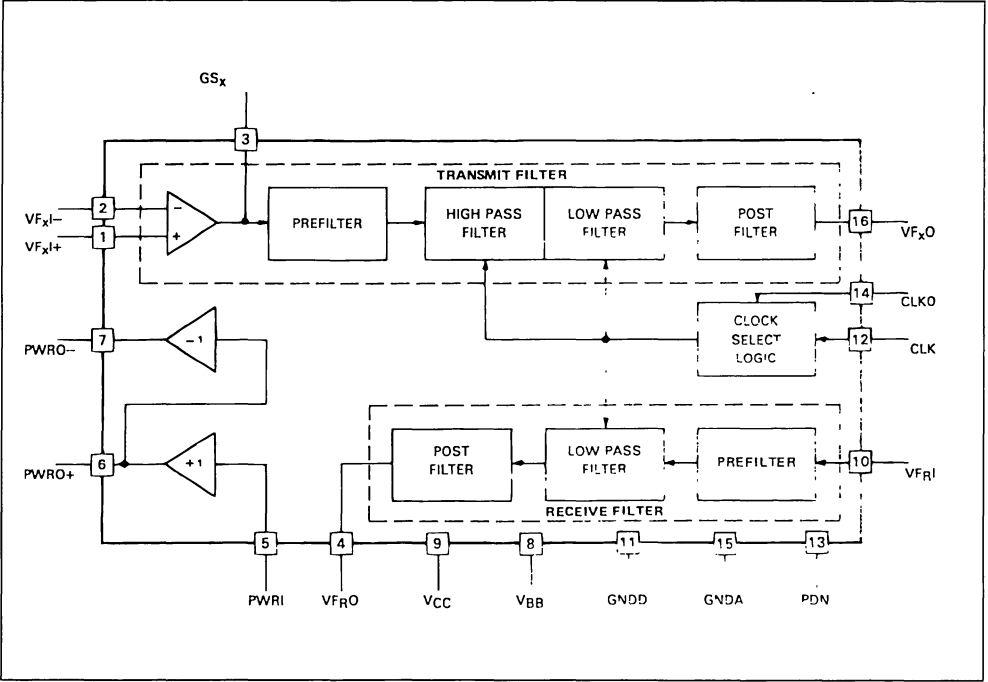 GSX
3
TRANSMIT FILTER
2
VFXI-
1
VFXI+
-
+
PREFILTER
HIGH PASS
FILTER
LOW PASS
FILTER
POST
FILTER
16
VFXO
14
CLK0
CLOCK
SELECT
LOGIC
12
CLK
7
PWRO-
-1
6
PWRO+
+1
POST
FILTER
LOW PASS
FILTER
PREFILTER
10
VFRI
RECEIVE FILTER
5
4
9
8
11
15
13
PWRI
VFRO
VCC
VBB
GNDD
GNDA
PDN